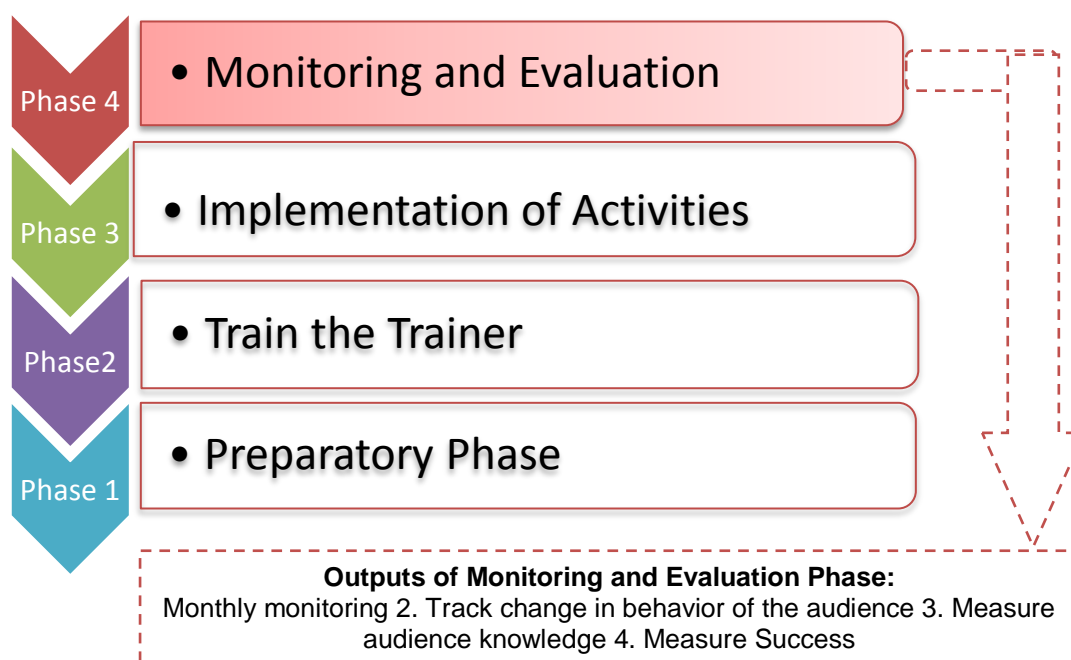 Phase 4
• Monitoring and Evaluation
Phase 3
• Implementation of Activities
Phase2
• Train the Trainer
Phase 1
• Preparatory Phase
Outputs of Monitoring and Evaluation Phase:
Monthly monitoring 2. Track change in behavior of the audience 3. Measure
audience knowledge 4. Measure Success